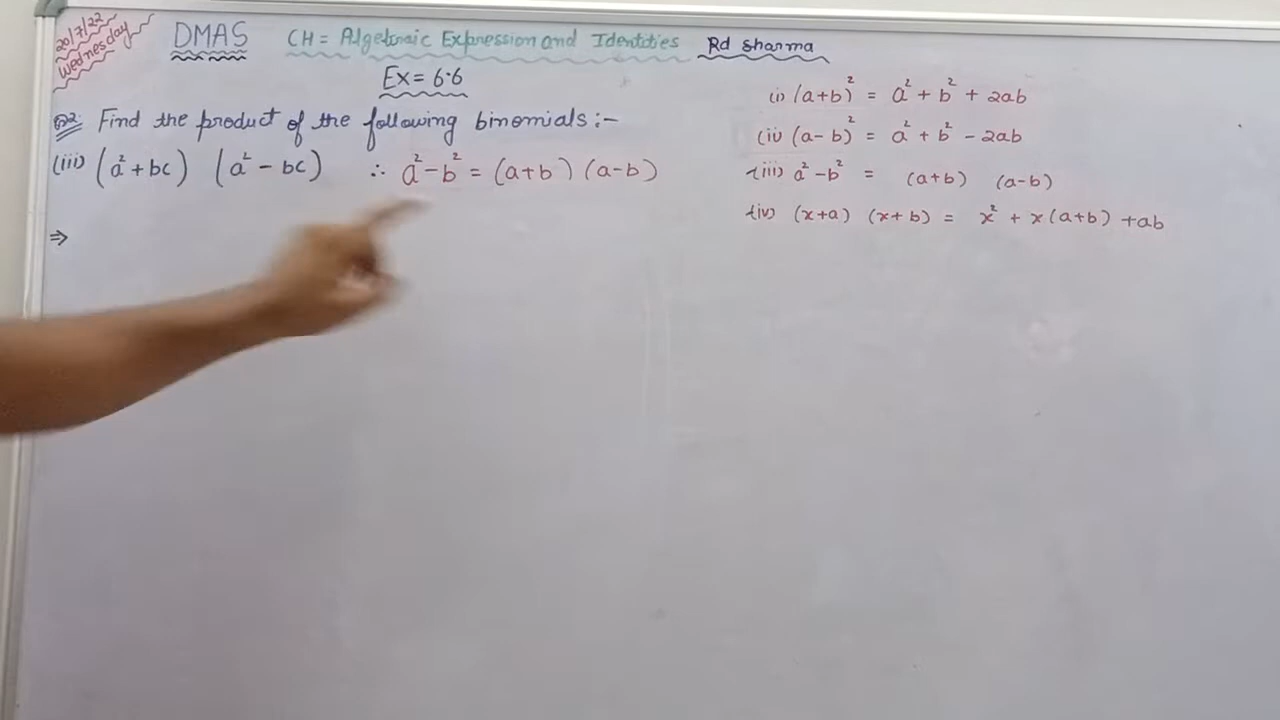 20/7/22
Wednesday
DMAS CH = Algebraic Expression and Identities Rd Sharma
Ex = 6.6
Q2: Find the product of the following binomials :-
(iii) (a² + bc) (a² - bc) ∴ a² - b² = (a+b) (a-b)
⇒
(i) (a+b)² = a² + b² + 2ab
(ii) (a-b)² = a² + b² - 2ab
(iii) a² - b² = (a+b) (a-b)
(iv) (x+a) (x+b) = x² + x(a+b) + ab